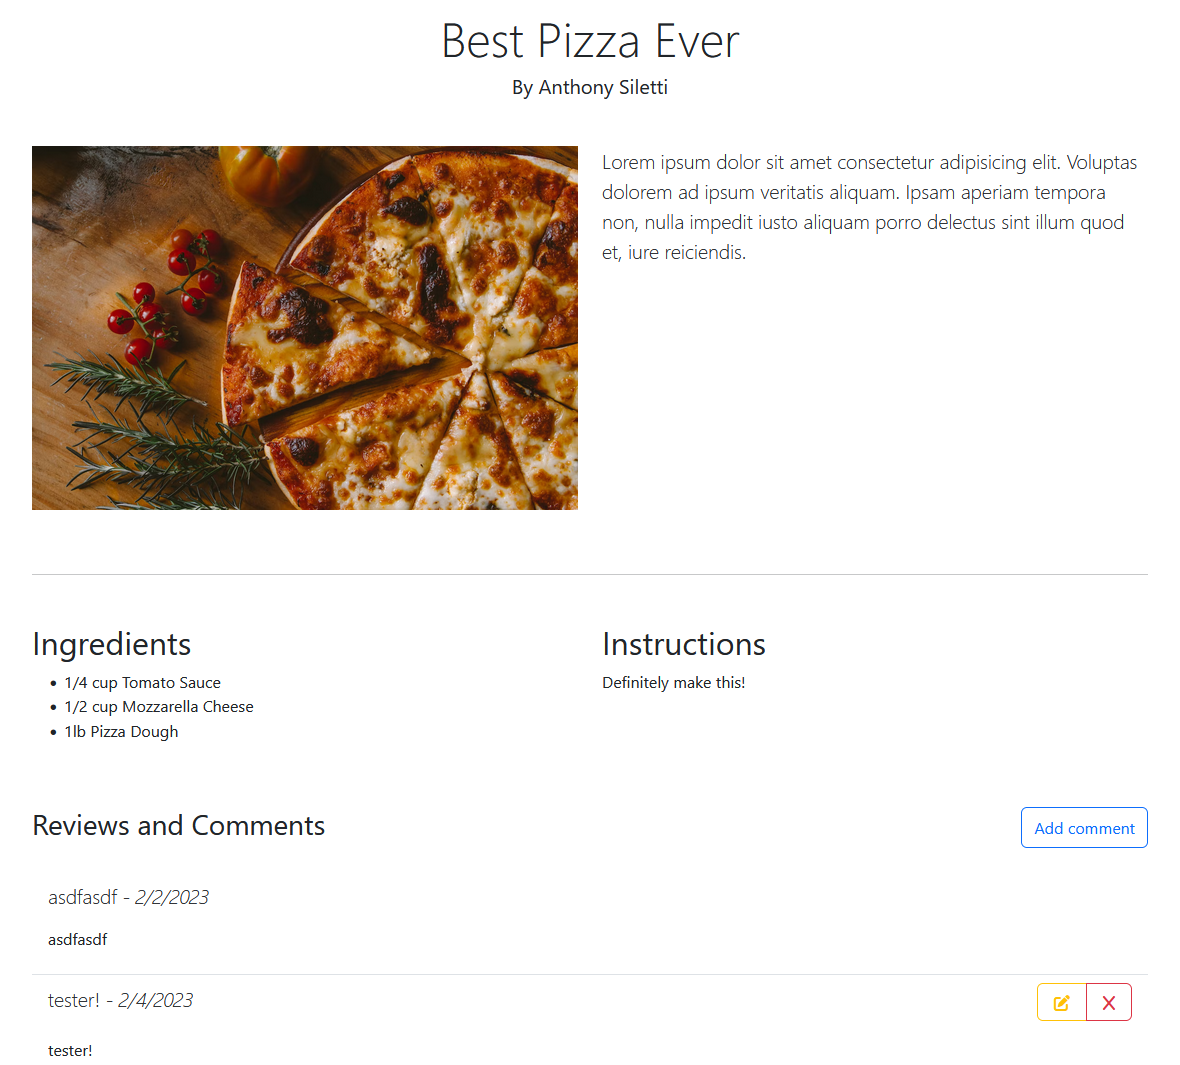 Best Pizza Ever
By Anthony Siletti
Lorem ipsum dolor sit amet consectetur adipisicing elit. Voluptas
dolorem ad ipsum veritatis aliquam. Ipsam aperiam tempora
non, nulla impedit iusto aliquam porro delectus sint illum quod
et, iure reiciendis.
Ingredients
• 1/4 cup Tomato Sauce
• 1/2 cup Mozzarella Cheese
• 1lb Pizza Dough
Instructions
Definitely make this!
Reviews and Comments
Add comment
asdfasdf - 2/2/2023
asdfasdf
tester! - 2/4/2023
tester!